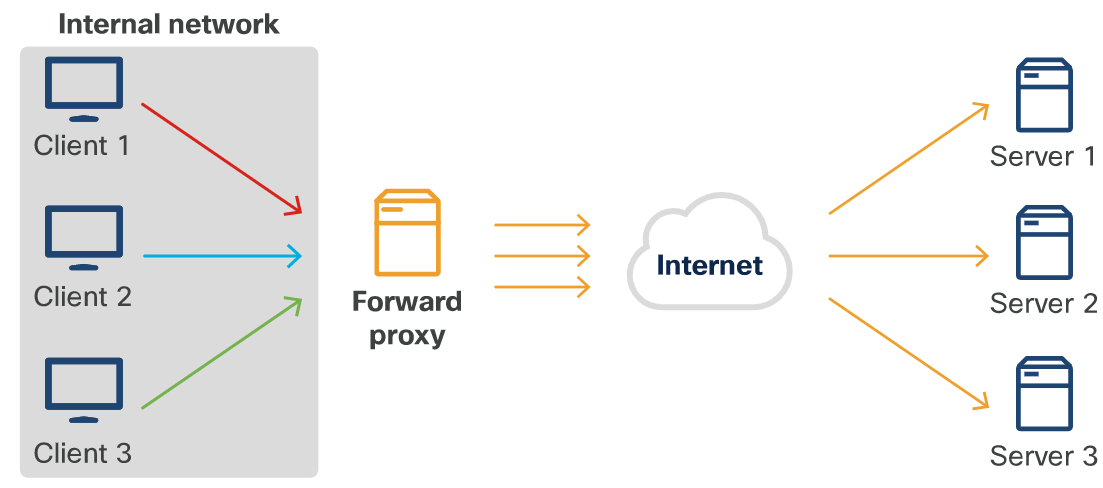 Internal network
Client 1
Client 2
Client 3
Forward
proxy
Internet
Server 1
Server 2
Server 3